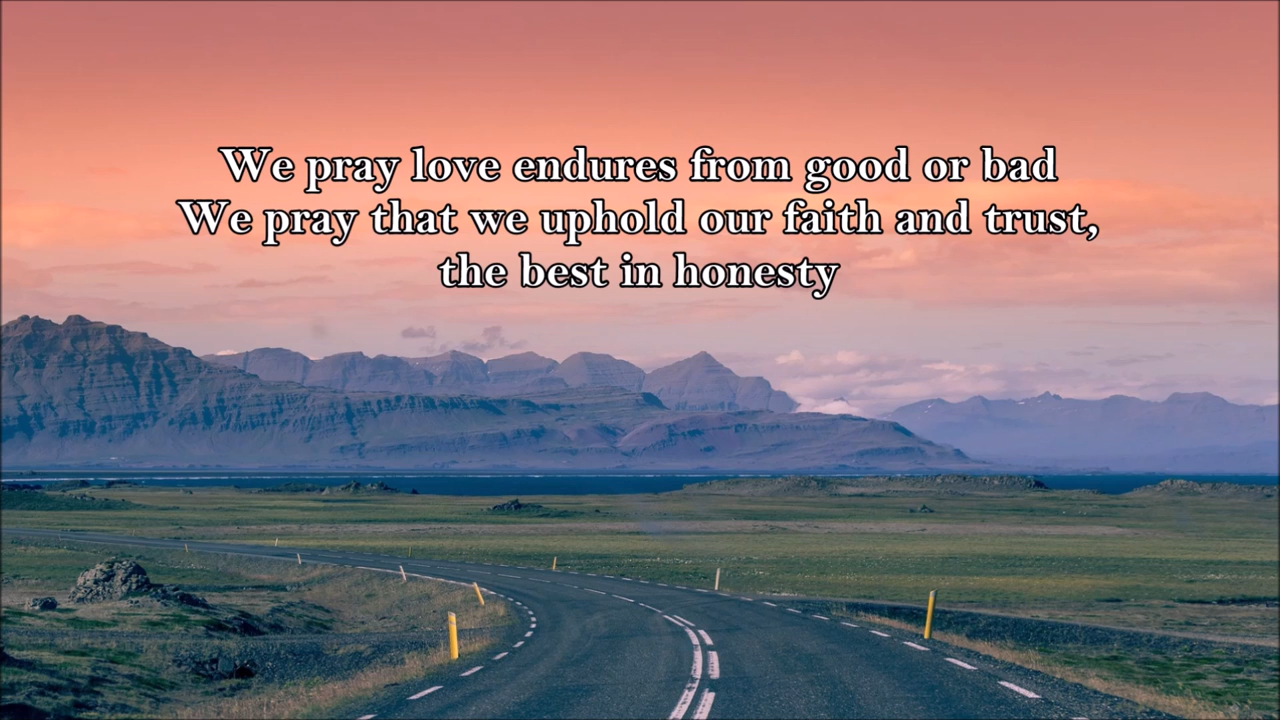 We pray love endures from good or bad
We pray that we uphold our faith and trust,
the best in honesty